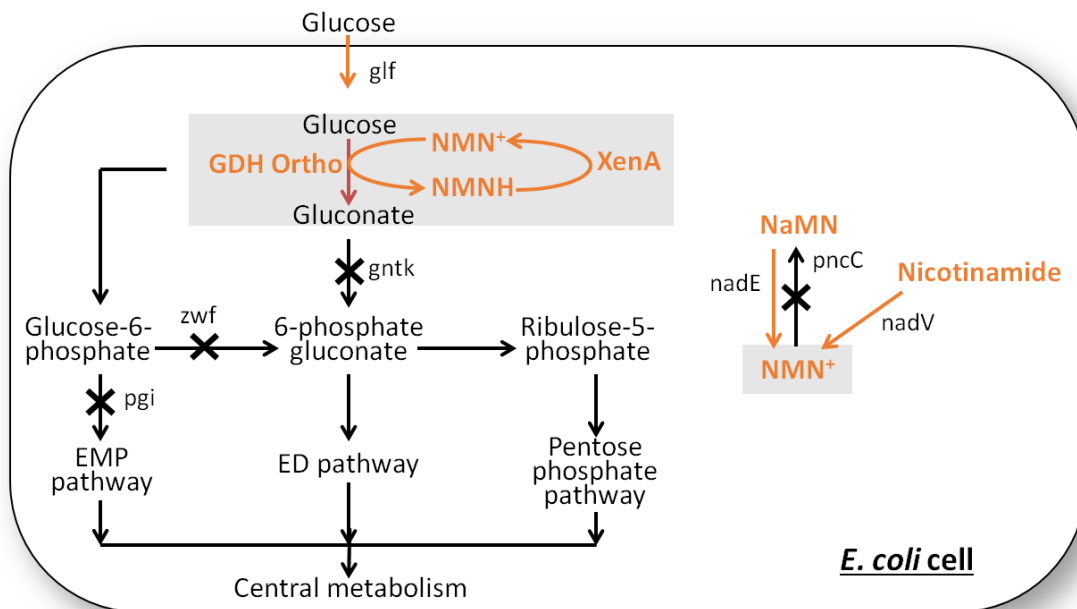 Glucose
glf
Glucose
NMN⁺
GDH Ortho
XenA
NMNH
Gluconate
gntk
NaMN
pncC
nadE
Nicotinamide
nadV
NMN⁺
zwf
Glucose-6-
phosphate
6-phosphate
gluconate
Ribulose-5-
phosphate
pgi
EMP
pathway
ED pathway
Pentose
phosphate
pathway
Central metabolism
E. coli cell